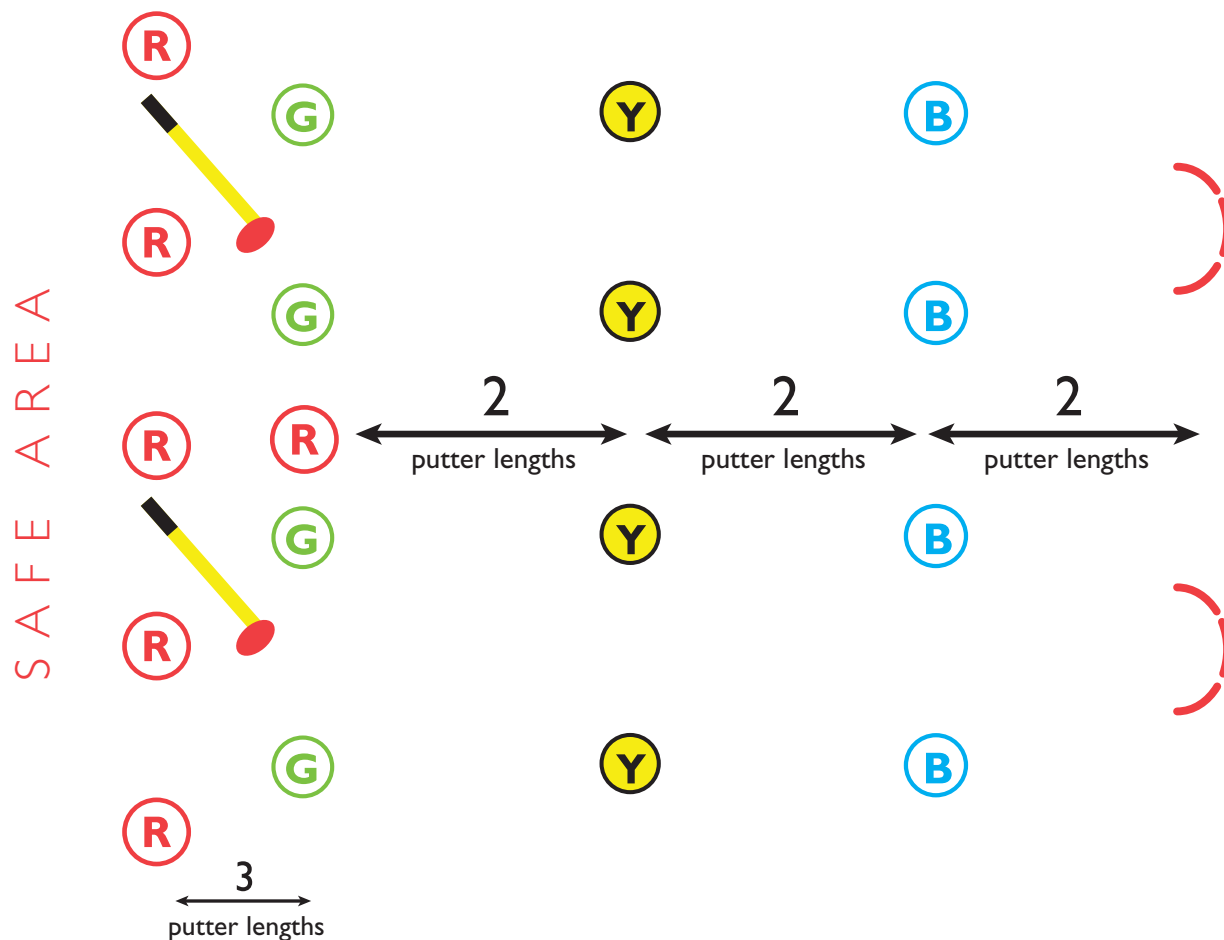 R
G Y B
R
G Y B
SAFE AREA
2 2 2
R R
putter lengths putter lengths putter lengths
G Y B
R
G Y B
R
3
putter lengths